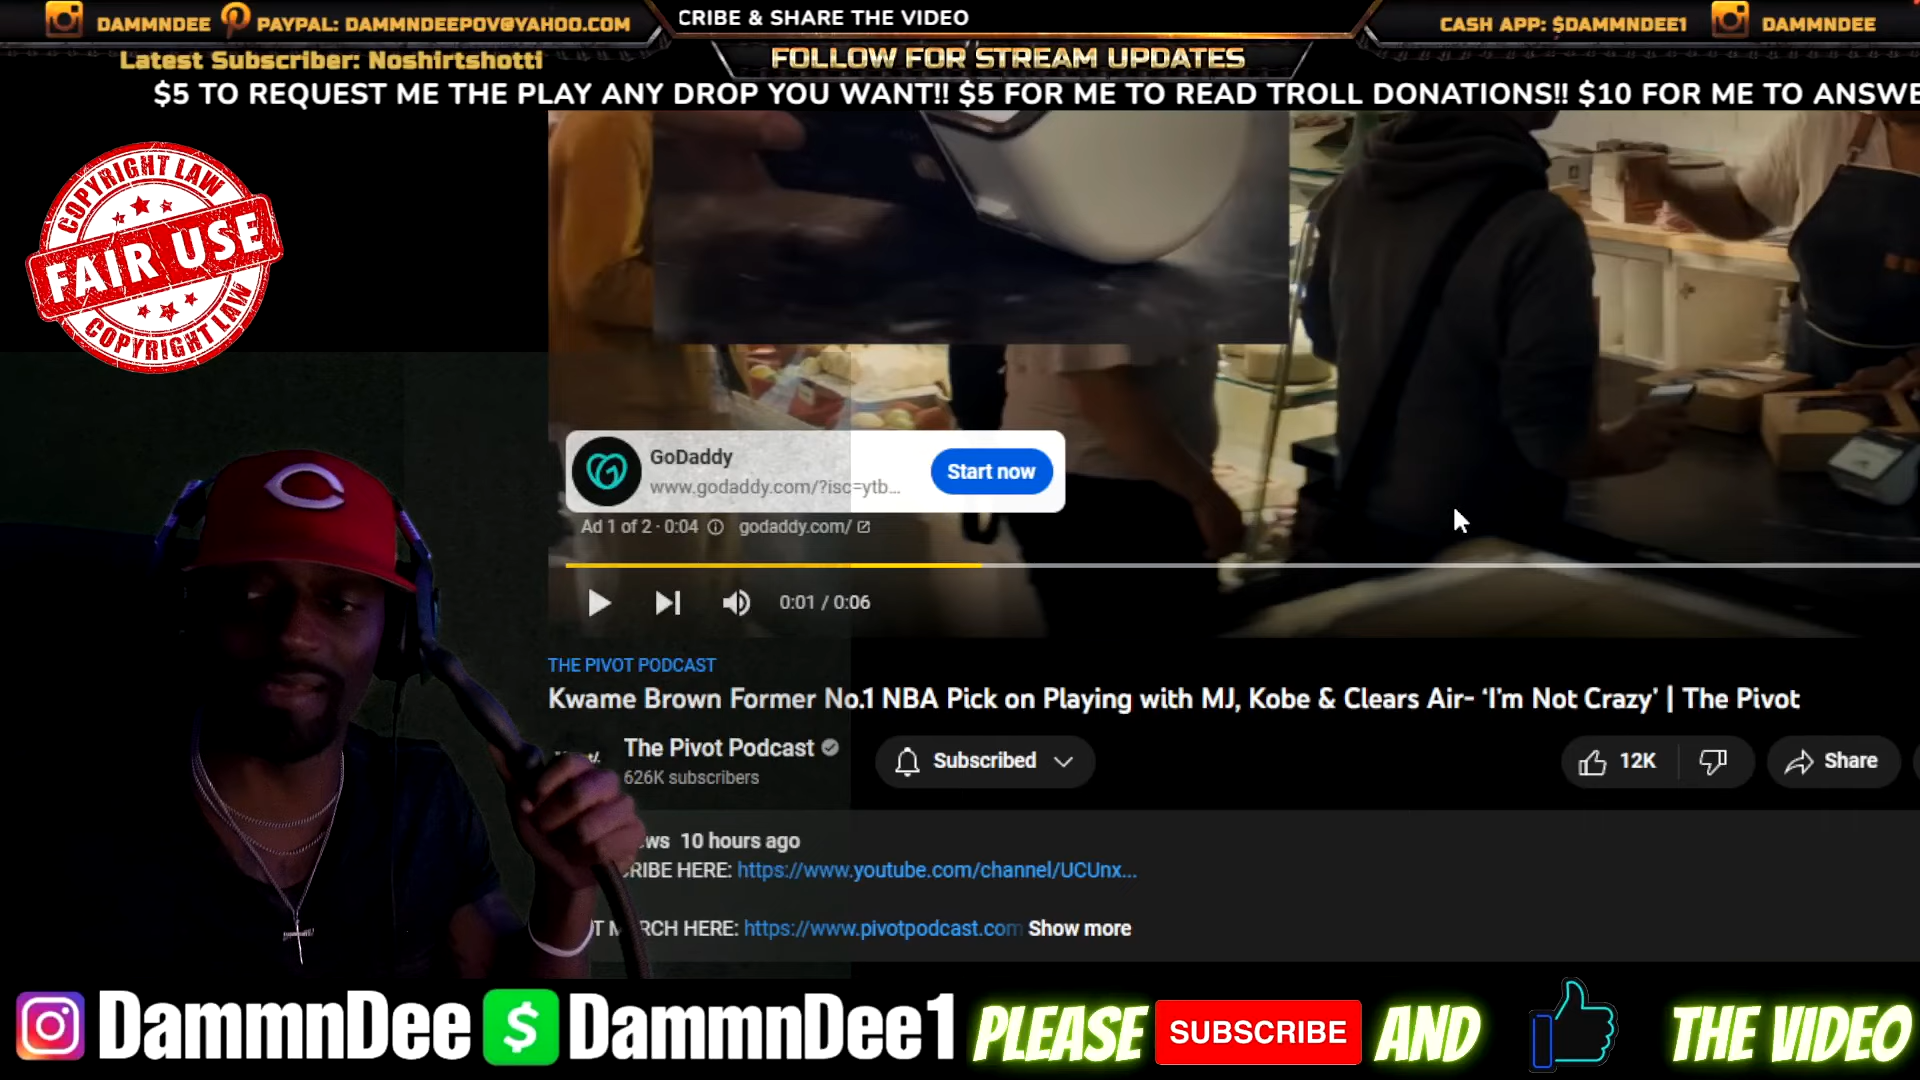 DAMMNDEE
PAYPAL: DAMMNDEEPOV@YAHOO.COM
CRIBE & SHARE THE VIDEO
CASH APP: $DAMMNDEE1
DAMMNDEE
Latest Subscriber: Noshirtshotti
FOLLOW FOR STREAM UPDATES
$5 TO REQUEST ME THE PLAY ANY DROP YOU WANT!! $5 FOR ME TO READ TROLL DONATIONS!! $10 FOR ME TO ANSWE
COPYRIGHT LAW
FAIR USE
COPYRIGHT LAW
GoDaddy
www.godaddy.com/?isc=ytb...
Start now
Ad 1 of 2 · 0:04
godaddy.com/
0:01 / 0:06
THE PIVOT PODCAST
Kwame Brown Former No.1 NBA Pick on Playing with MJ, Kobe & Clears Air- ‘I’m Not Crazy’ | The Pivot
The Pivot Podcast
626K subscribers
Subscribed
12K
Share
ws 10 hours ago
RIBE HERE: https://www.youtube.com/channel/UCUnx...
T MERCH HERE: https://www.pivotpodcast.com Show more
DammnDee
$
DammnDee1
PLEASE
SUBSCRIBE
AND
THE VIDEO